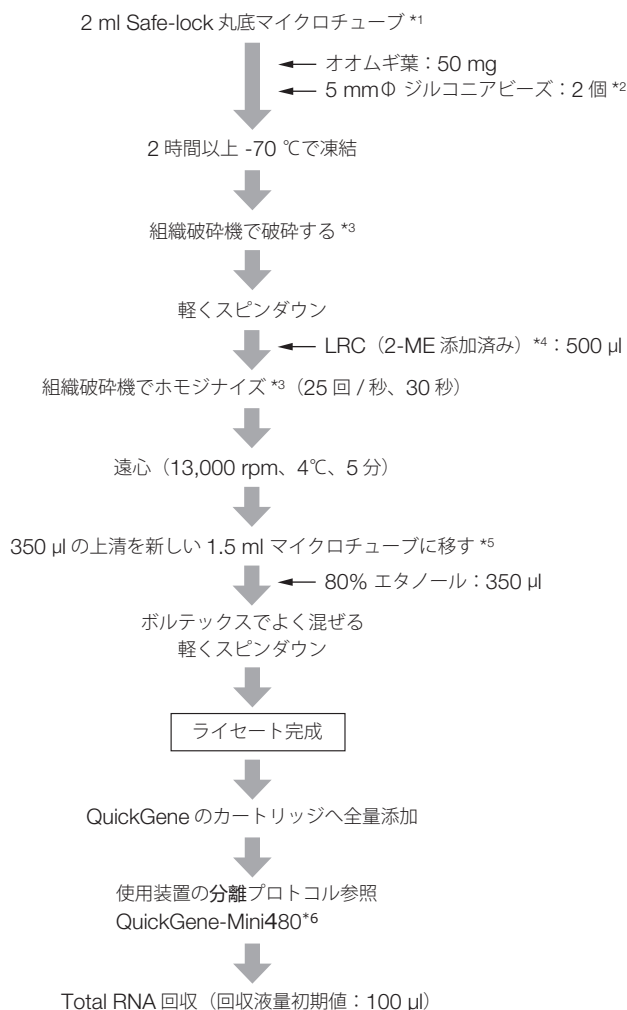 2 ml Safe-lock 丸底マイクロチューブ *1
オオムギ葉：50 mg
5 mmΦ ジルコニアビーズ：2 個 *2
2 時間以上 -70 ℃で凍結
組織破砕機で破砕する *3
軽くスピンダウン
LRC（2-ME 添加済み）*4：500 µl
組織破砕機でホモジナイズ *3（25 回 / 秒、30 秒）
遠心（13,000 rpm、4℃、5 分）
350 µl の上清を新しい 1.5 ml マイクロチューブに移す *5
80% エタノール：350 µl
ボルテックスでよく混ぜる
軽くスピンダウン
ライセート完成
QuickGene のカートリッジへ全量添加
使用装置の分離プロトコル参照
QuickGene-Mini480*6
Total RNA 回収（回収液量初期値：100 µl）